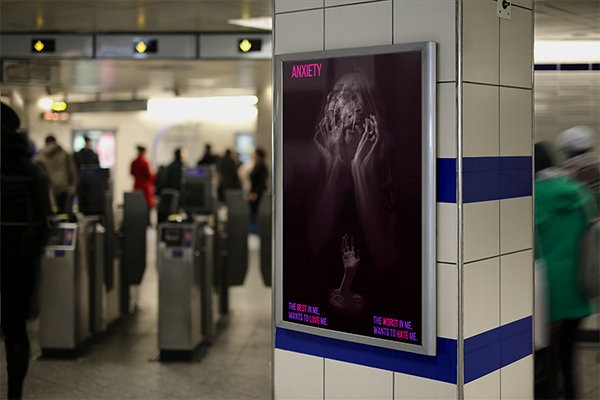 ANXIETY
THE BEST IN ME,
WANTS TO LOVE ME.
THE WORST IN ME,
WANTS TO HATE ME.